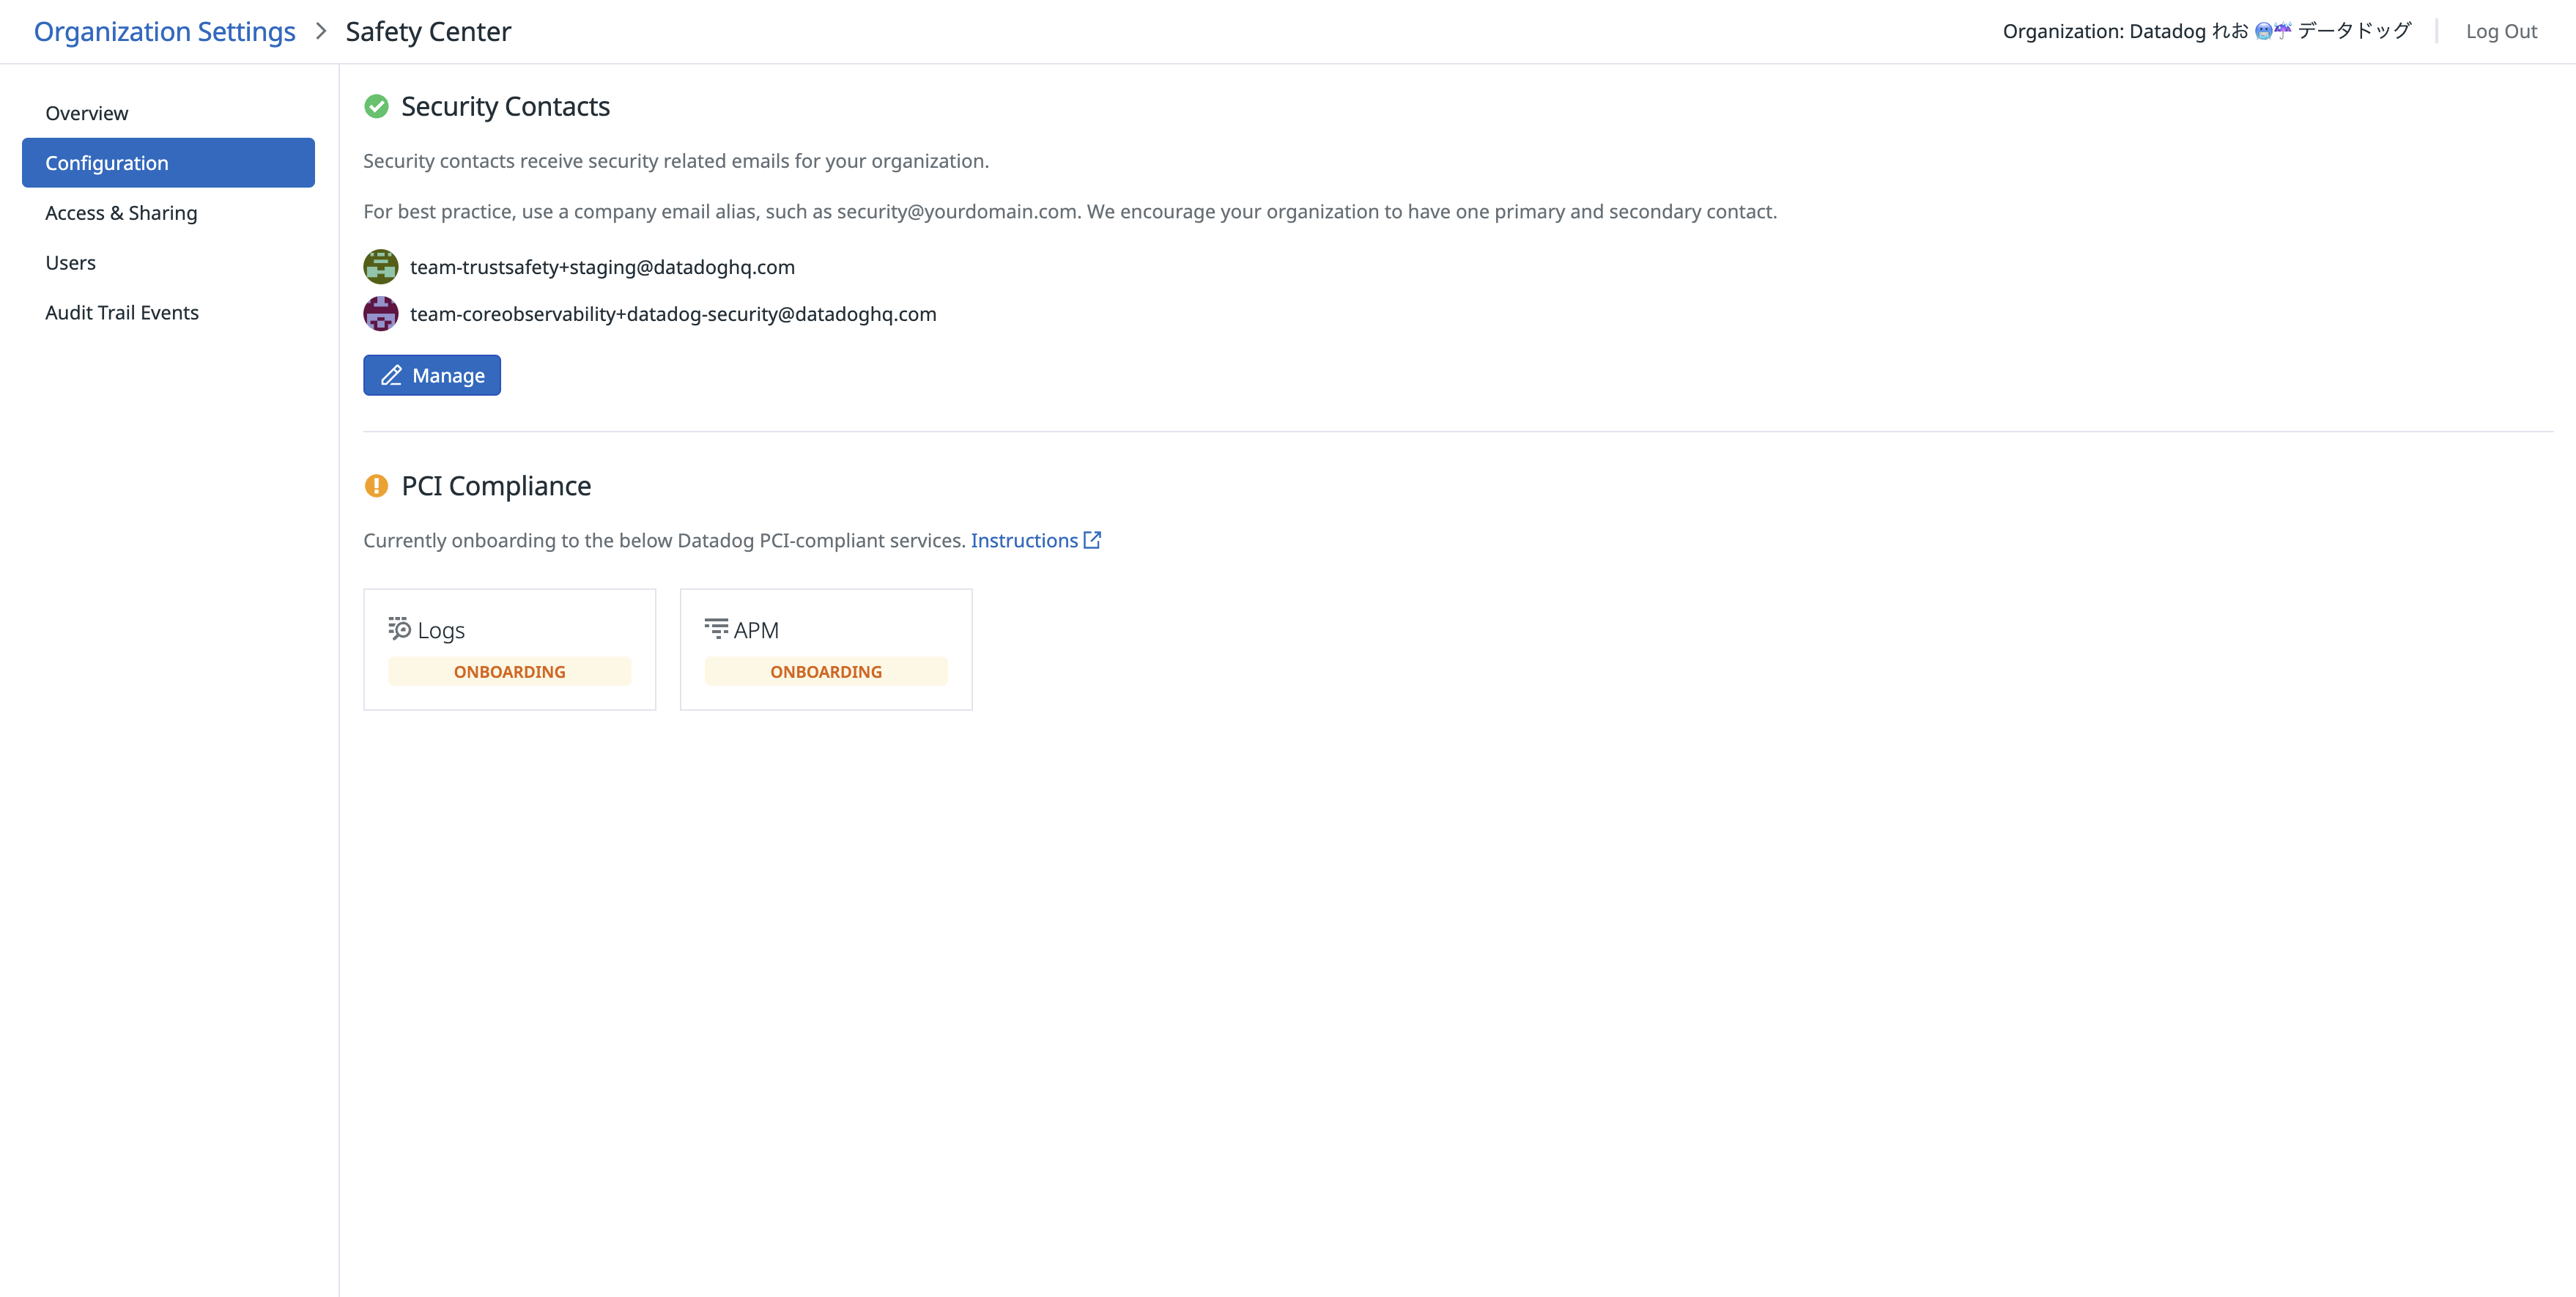 Organization Settings > Safety Center
Organization: Datadog れお 🥶☔ データドッグ
Log Out
Overview
Configuration
Access & Sharing
Users
Audit Trail Events
Security Contacts
Security contacts receive security related emails for your organization.
For best practice, use a company email alias, such as security@yourdomain.com. We encourage your organization to have one primary and secondary contact.
team-trustsafety+staging@datadoghq.com
team-coreobservability+datadog-security@datadoghq.com
Manage
PCI Compliance
Currently onboarding to the below Datadog PCI-compliant services. Instructions
Logs
ONBOARDING
APM
ONBOARDING